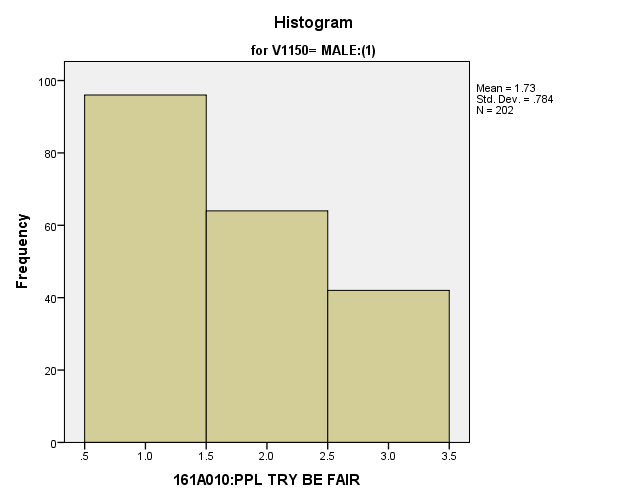 Histogram
for V1150= MALE:(1)
Mean = 1.73
Std. Dev. = .784
N = 202
Frequency
100
80
60
40
20
0
.5 1.0 1.5 2.0 2.5 3.0 3.5
161A010:PPL TRY BE FAIR